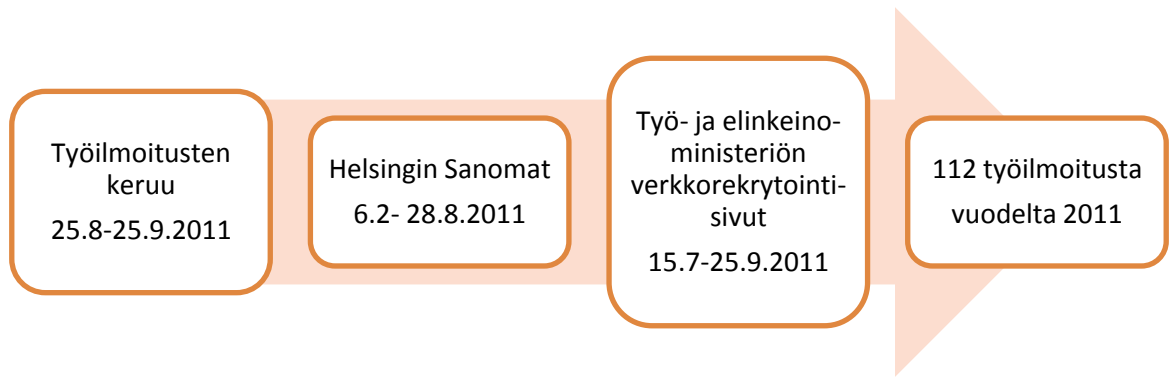 Työilmoitusten
keruu
25.8-25.9.2011
Helsingin Sanomat
6.2- 28.8.2011
Työ- ja elinkeino-
ministeriön
verkkorekrytointi-
sivut
15.7-25.9.2011
112 työilmoitusta
vuodelta 2011